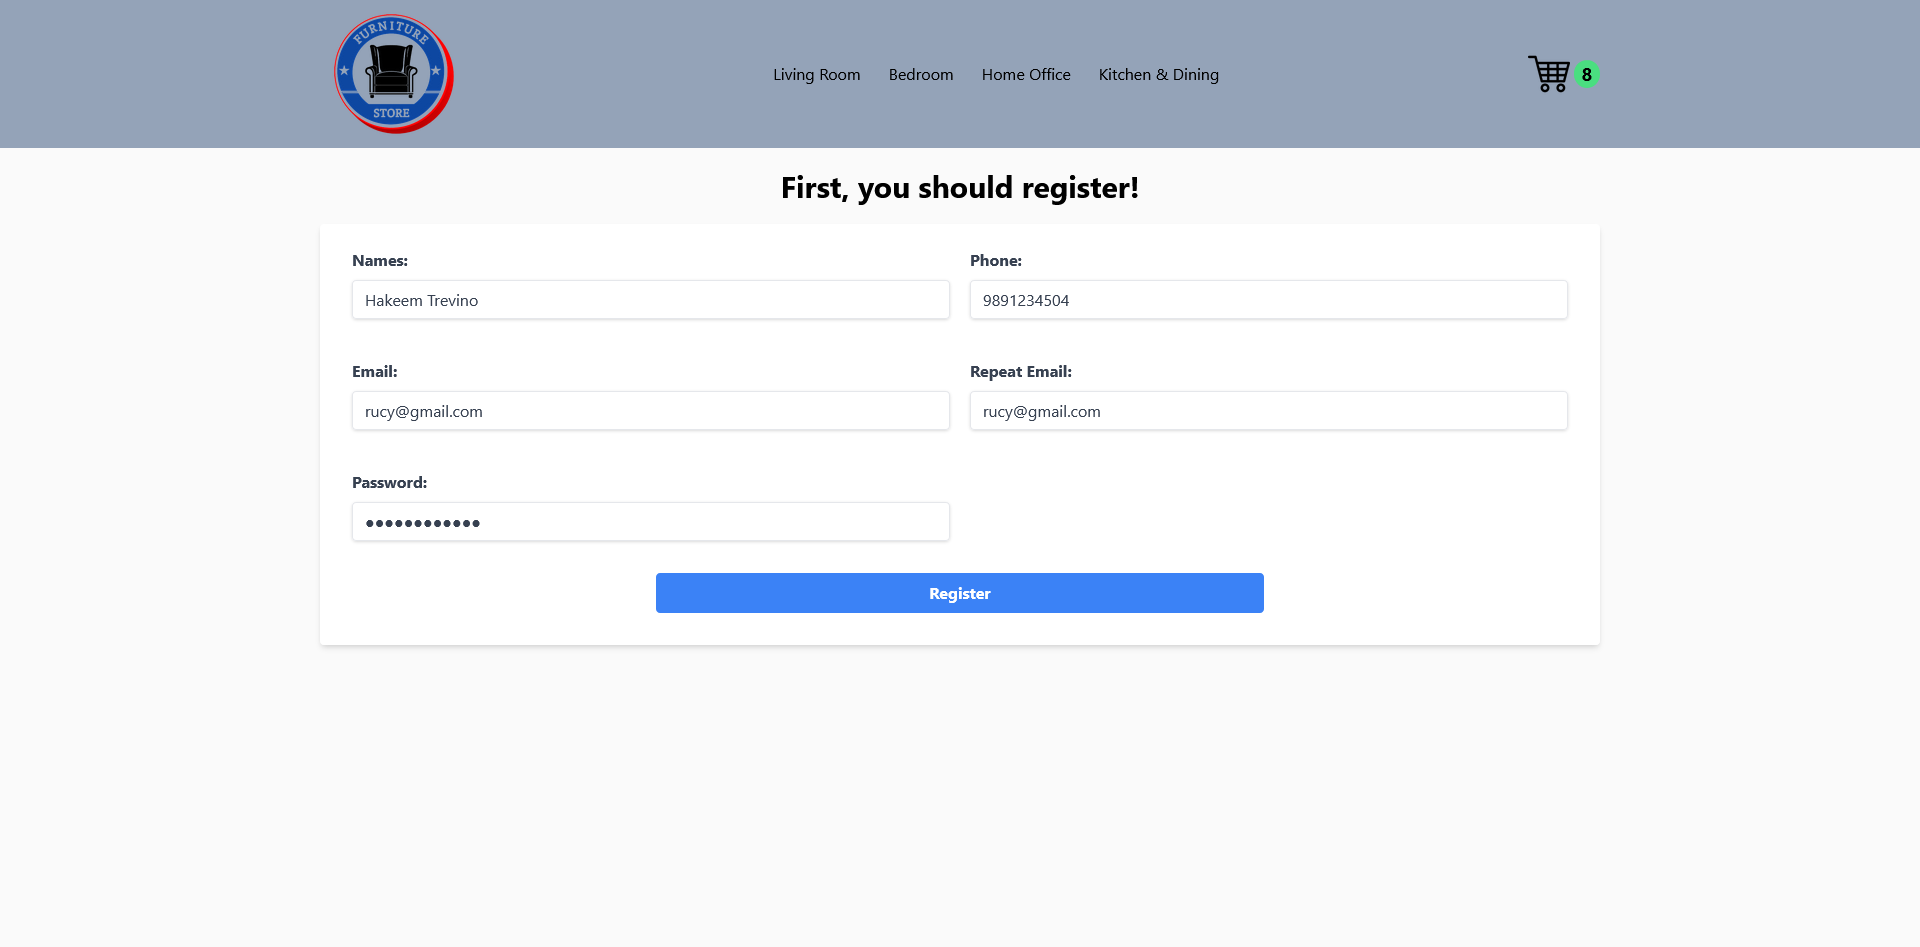 FURNITURE
STORE
Living Room Bedroom Home Office Kitchen & Dining
8
First, you should register!
Names: Phone:
Hakeem Trevino 9891234504
Email: Repeat Email:
rucy@gmail.com rucy@gmail.com
Password:
●●●●●●●●●●●●
Register